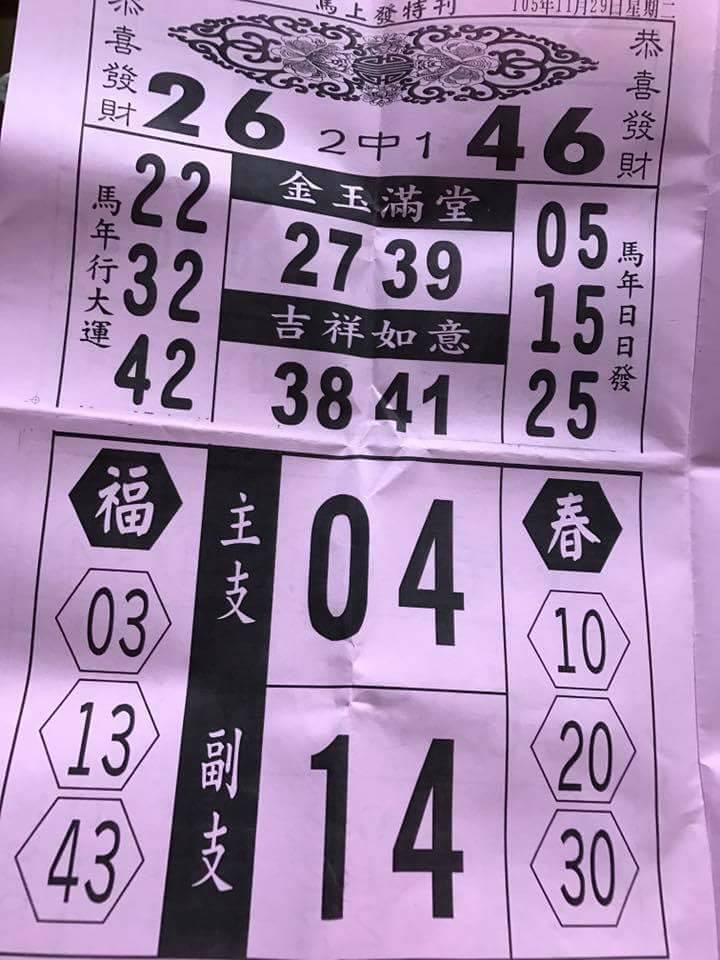 馬上發特刊
105年11月29日星期二
恭喜發財
26 2中1 46
恭喜發財
馬年行大運
22
32
42
金玉滿堂
27 39
吉祥如意
38 41
05
15
25
馬年日日發
福
03
13
43
主支
04
副支
14
春
10
20
30